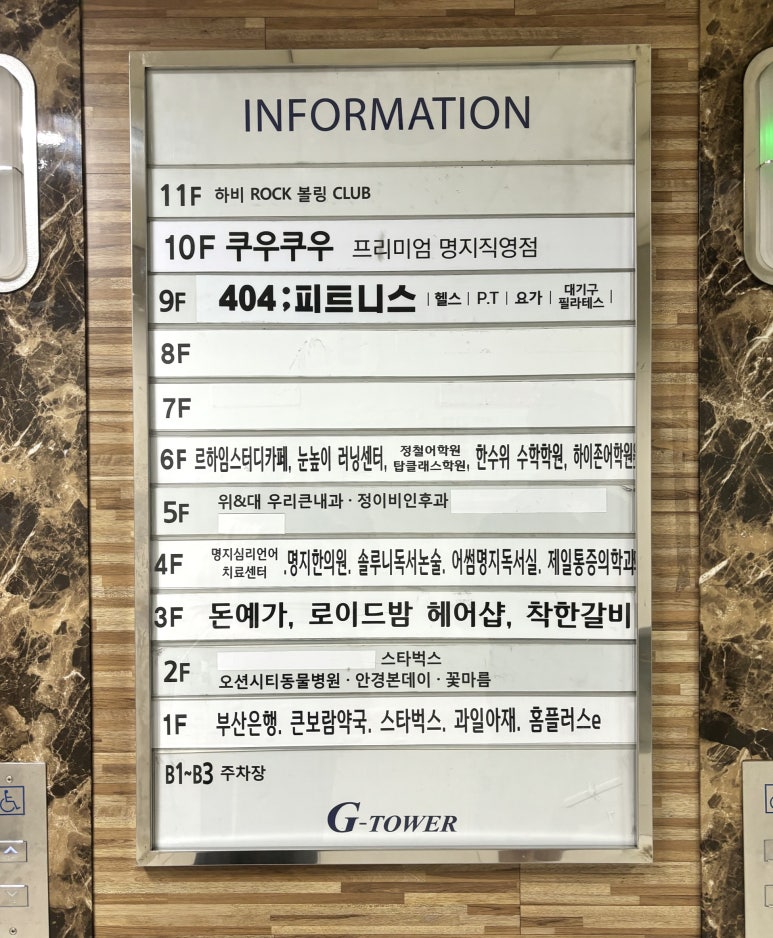 INFORMATION
11F 하비 ROCK 볼링 CLUB
10F 쿠우쿠우 프리미엄 명지직영점
9F 404;피트니스 | 헬스 | P.T | 요가 | 대기구 필라테스 |
8F
7F
6F 르하임스터디카페, 눈높이 러닝센터, 정철어학원 탑클래스학원, 한수위 수학학원, 하이존어학원
5F 위&대 우리큰내과 · 정이비인후과
4F 명지심리언어 치료센터 .명지한의원. 솔루니독서논술. 어썸명지독서실. 제일통증의학과
3F 돈예가, 로이드밤 헤어샵, 착한갈비
2F 스타벅스
오션시티동물병원 · 안경본데이 · 꽃마름
1F 부산은행. 큰보람약국. 스타벅스. 과일아재. 홈플러스e
B1~B3 주차장
G-TOWER